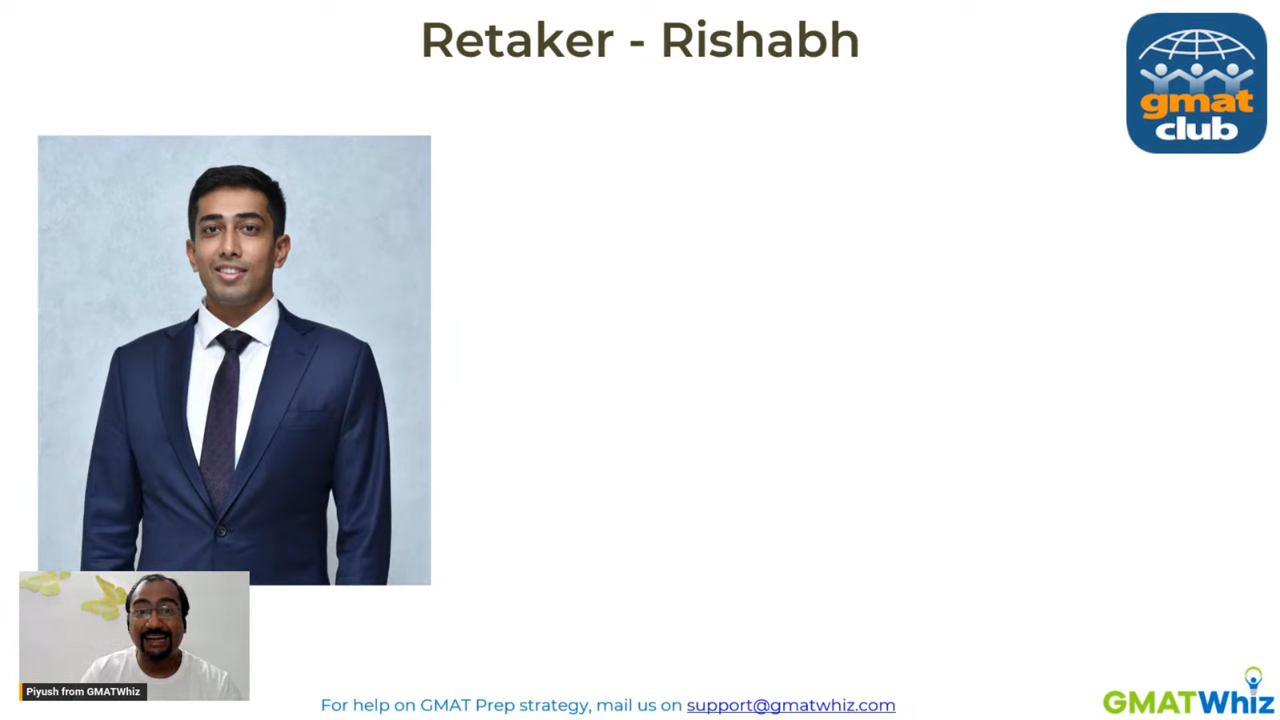 Retaker - Rishabh
gmat
club
Piyush from GMATWhiz
For help on GMAT Prep strategy, mail us on support@gmatwhiz.com
GMATWhiz